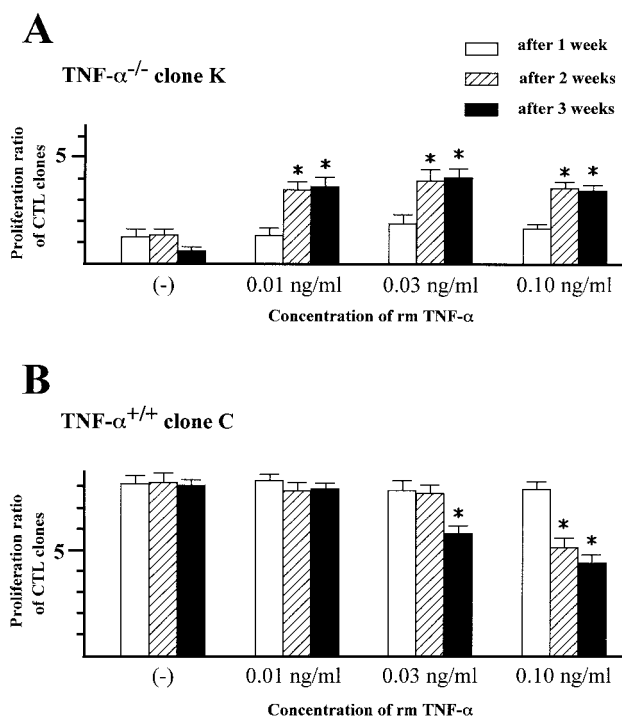 A
TNF-α-/- clone K
after 1 week
after 2 weeks
after 3 weeks
Proliferation ratio
of CTL clones
5
* * * * * *
(-) 0.01 ng/ml 0.03 ng/ml 0.10 ng/ml
Concentration of rm TNF-α
B
TNF-α+/+ clone C
Proliferation ratio
of CTL clones
5
* * *
(-) 0.01 ng/ml 0.03 ng/ml 0.10 ng/ml
Concentration of rm TNF-α